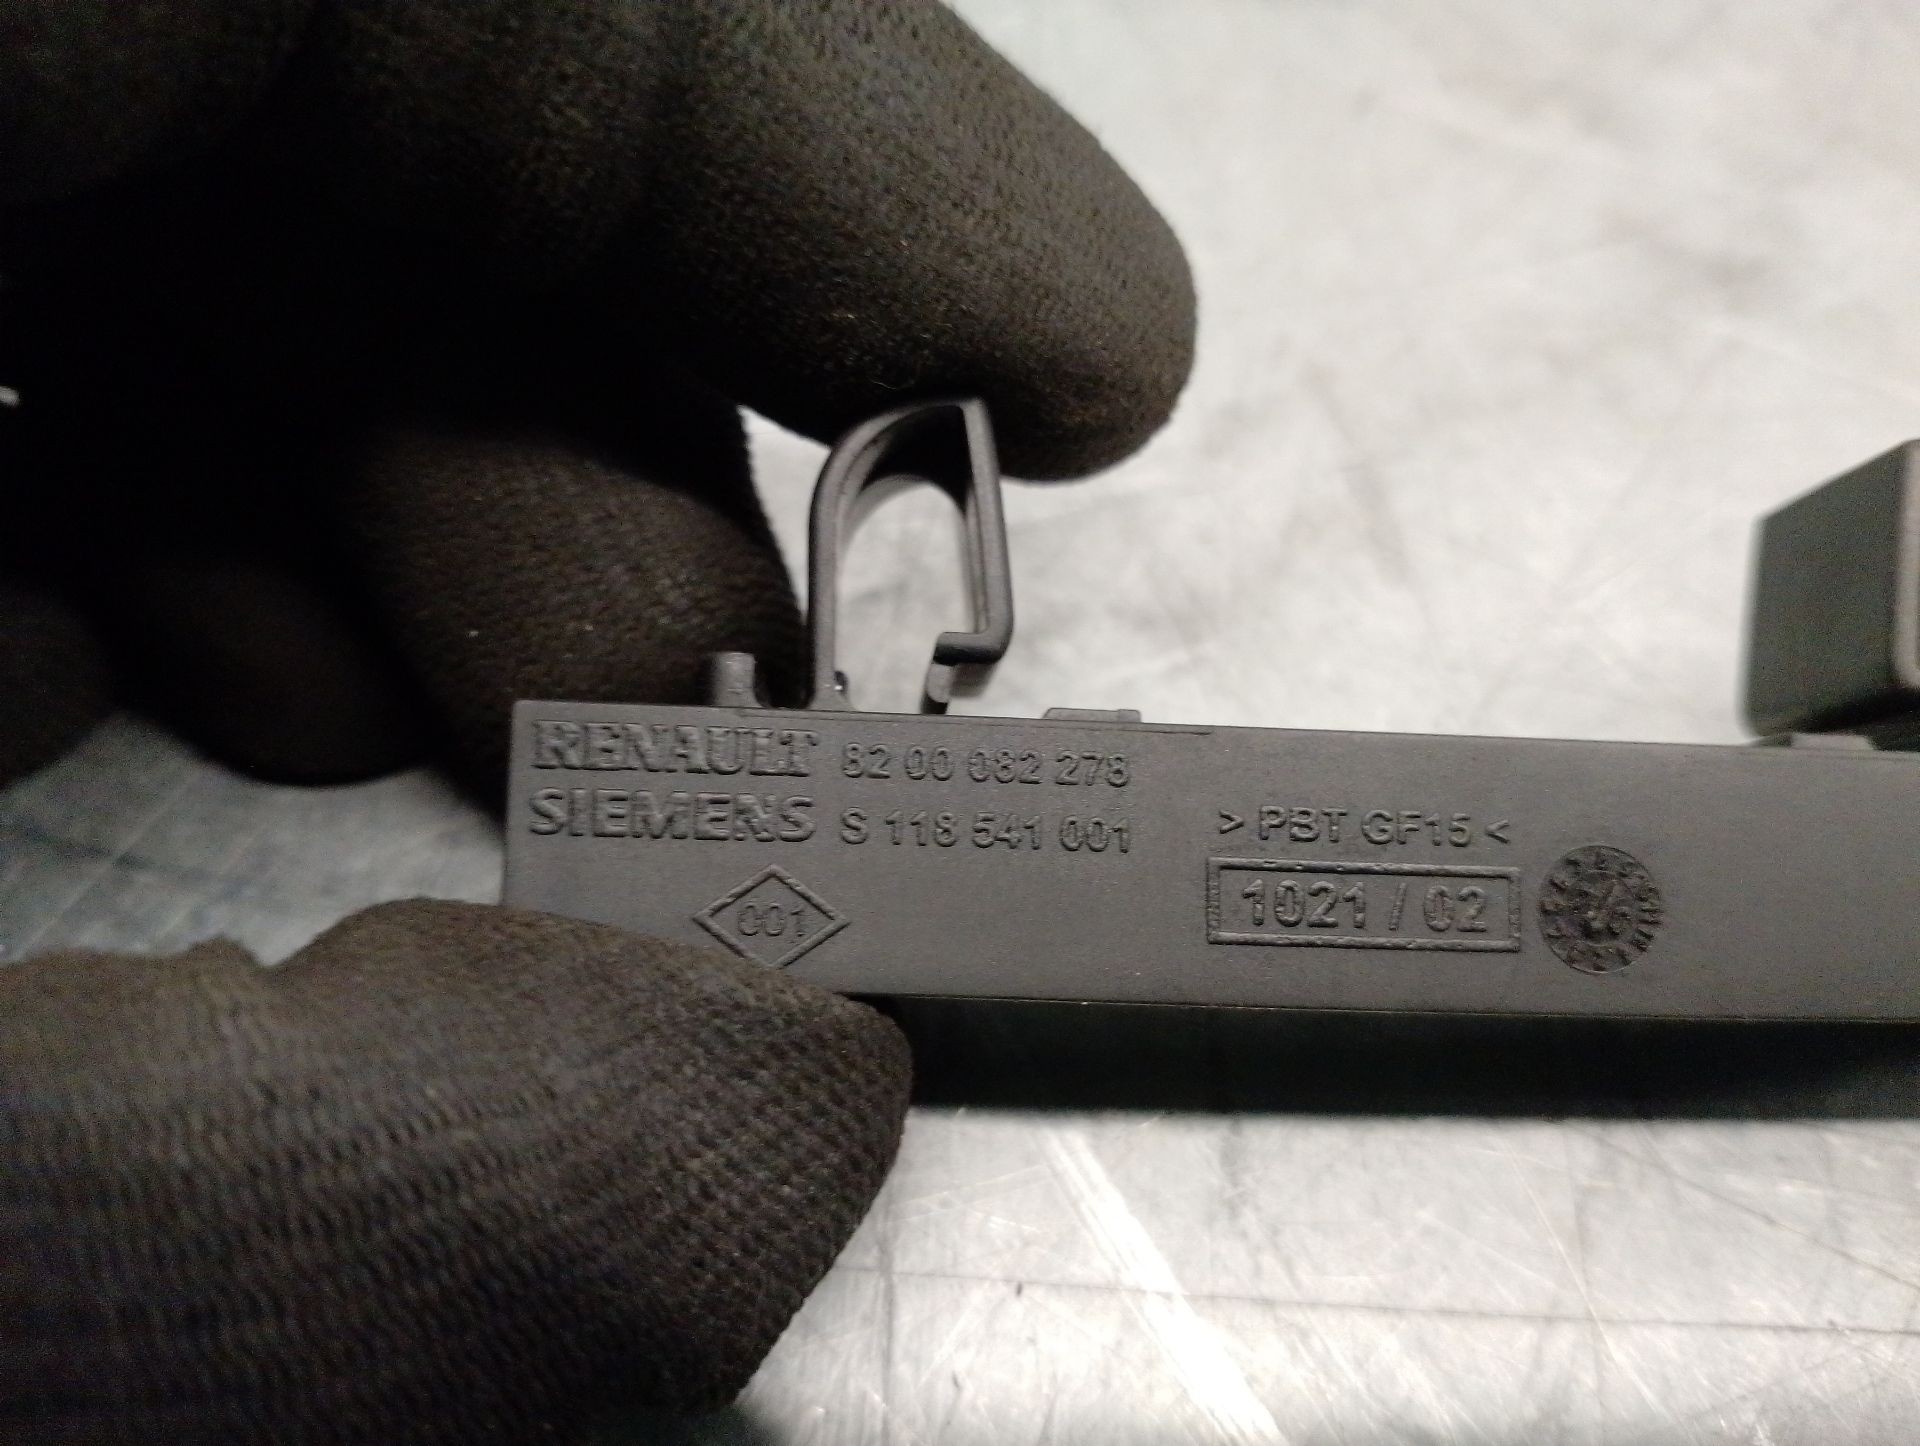 RENAULT 82 00 082 278
SIEMENS S 118 541 001
> PBT GF15 <
001
1021 / 02